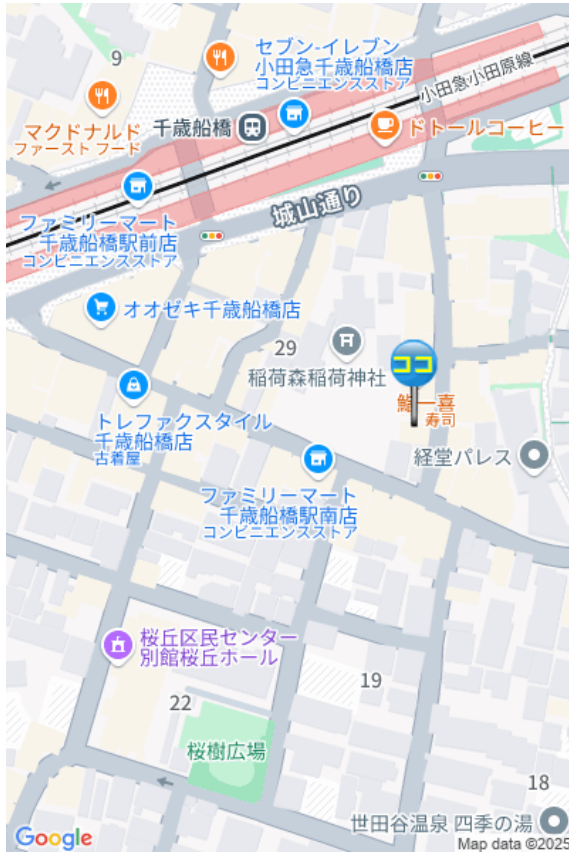 9
セブン-イレブン
小田急千歳船橋店
コンビニエンスストア
小田急小田原線
マクドナルド
ファースト フード
千歳船橋
ドトールコーヒー
ファミリーマート
千歳船橋駅前店
コンビニエンスストア
城山通り
オオゼキ千歳船橋店
29
稲荷森稲荷神社
ココ
鮨一喜
寿司
トレファクスタイル
千歳船橋店
古着屋
経堂パレス
ファミリーマート
千歳船橋駅南店
コンビニエンスストア
桜丘区民センター
別館桜丘ホール
19
22
桜樹広場
18
世田谷温泉 四季の湯
Google
Map data ©2025